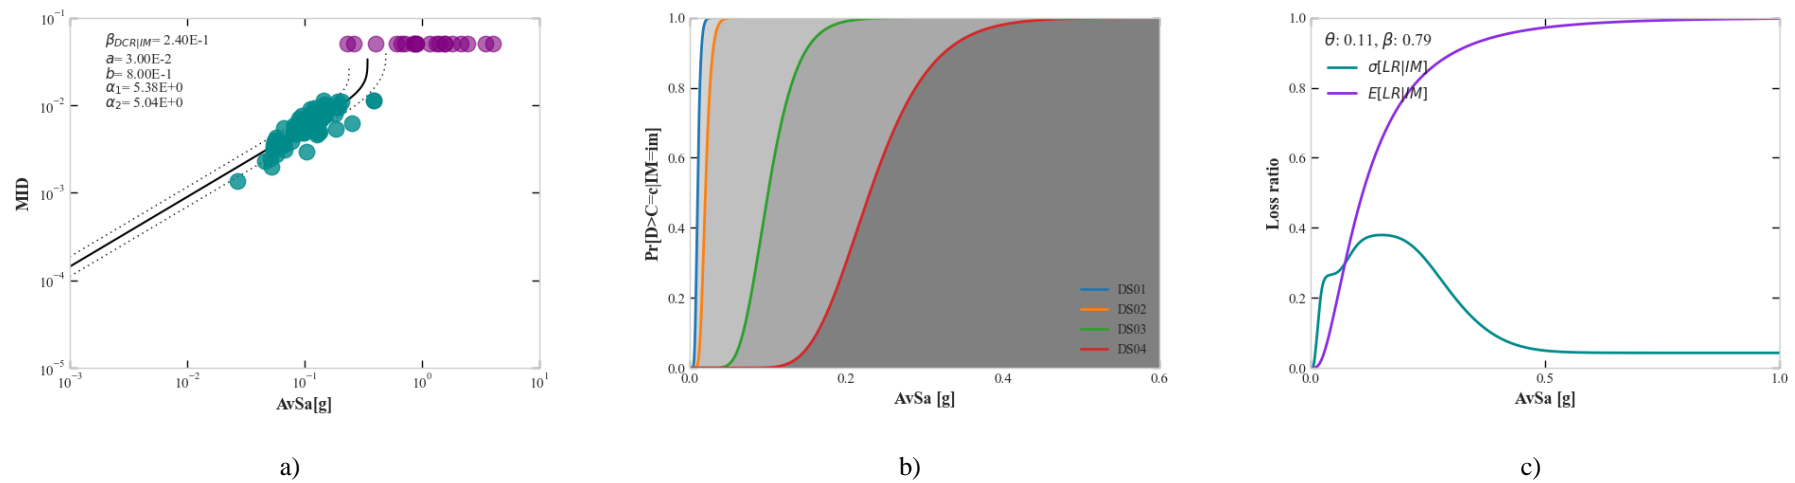 β_DCR|IM= 2.40E-1
a= 3.00E-2
b= 8.00E-1
α₁= 5.38E+0
α₂= 5.04E+0
MID
10⁻¹
10⁻²
10⁻³
10⁻⁴
10⁻⁵
10⁻³ 10⁻² 10⁻¹ 10⁰ 10¹
AvSa[g]
a)
Pr[D>C=c|IM=im]
1.0
0.8
0.6
0.4
0.2
0.0
DS01
DS02
DS03
DS04
0.0 0.2 0.4 0.6
AvSa [g]
b)
θ: 0.11, β: 0.79
σ[LR|IM]
E[LR|IM]
Loss ratio
1.0
0.8
0.6
0.4
0.2
0.0
0.0 0.5 1.0
AvSa [g]
c)